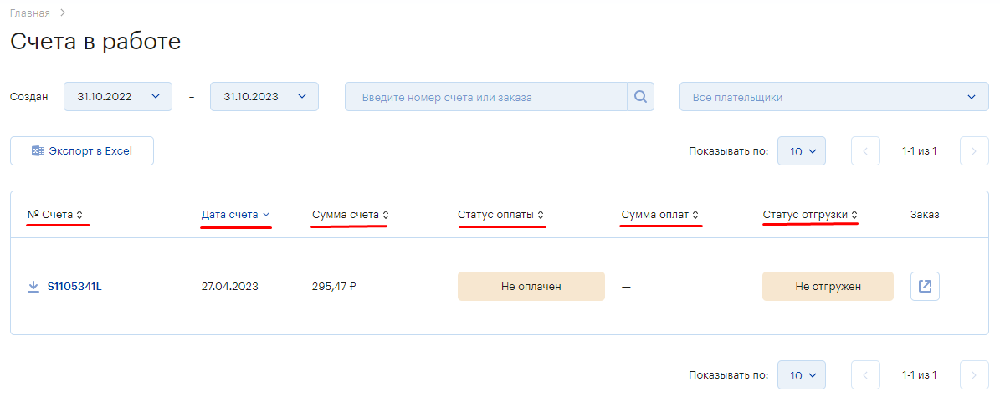 Главная
Счета в работе
Создан 31.10.2022 – 31.10.2023 Введите номер счета или заказа Все плательщики
Экспорт в Excel Показывать по: 10 1-1 из 1
№ Счета Дата счета Сумма счета Статус оплаты Сумма оплат Статус отгрузки Заказ
S1105341L 27.04.2023 295,47 ₽ Не оплачен — Не отгружен
Показывать по: 10 1-1 из 1